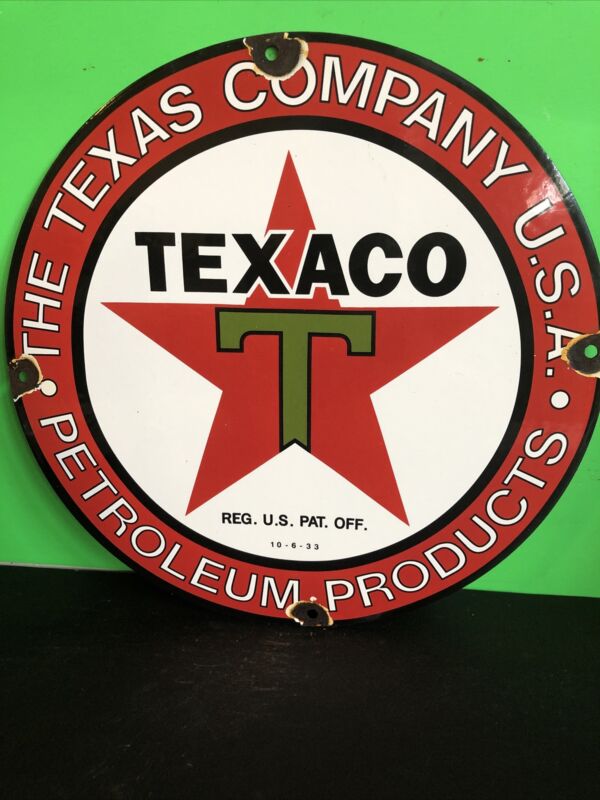 THE TEXAS COMPANY U.S.A.
TEXACO
T
REG. U.S. PAT. OFF.
10-6-33
• PETROLEUM PRODUCTS •